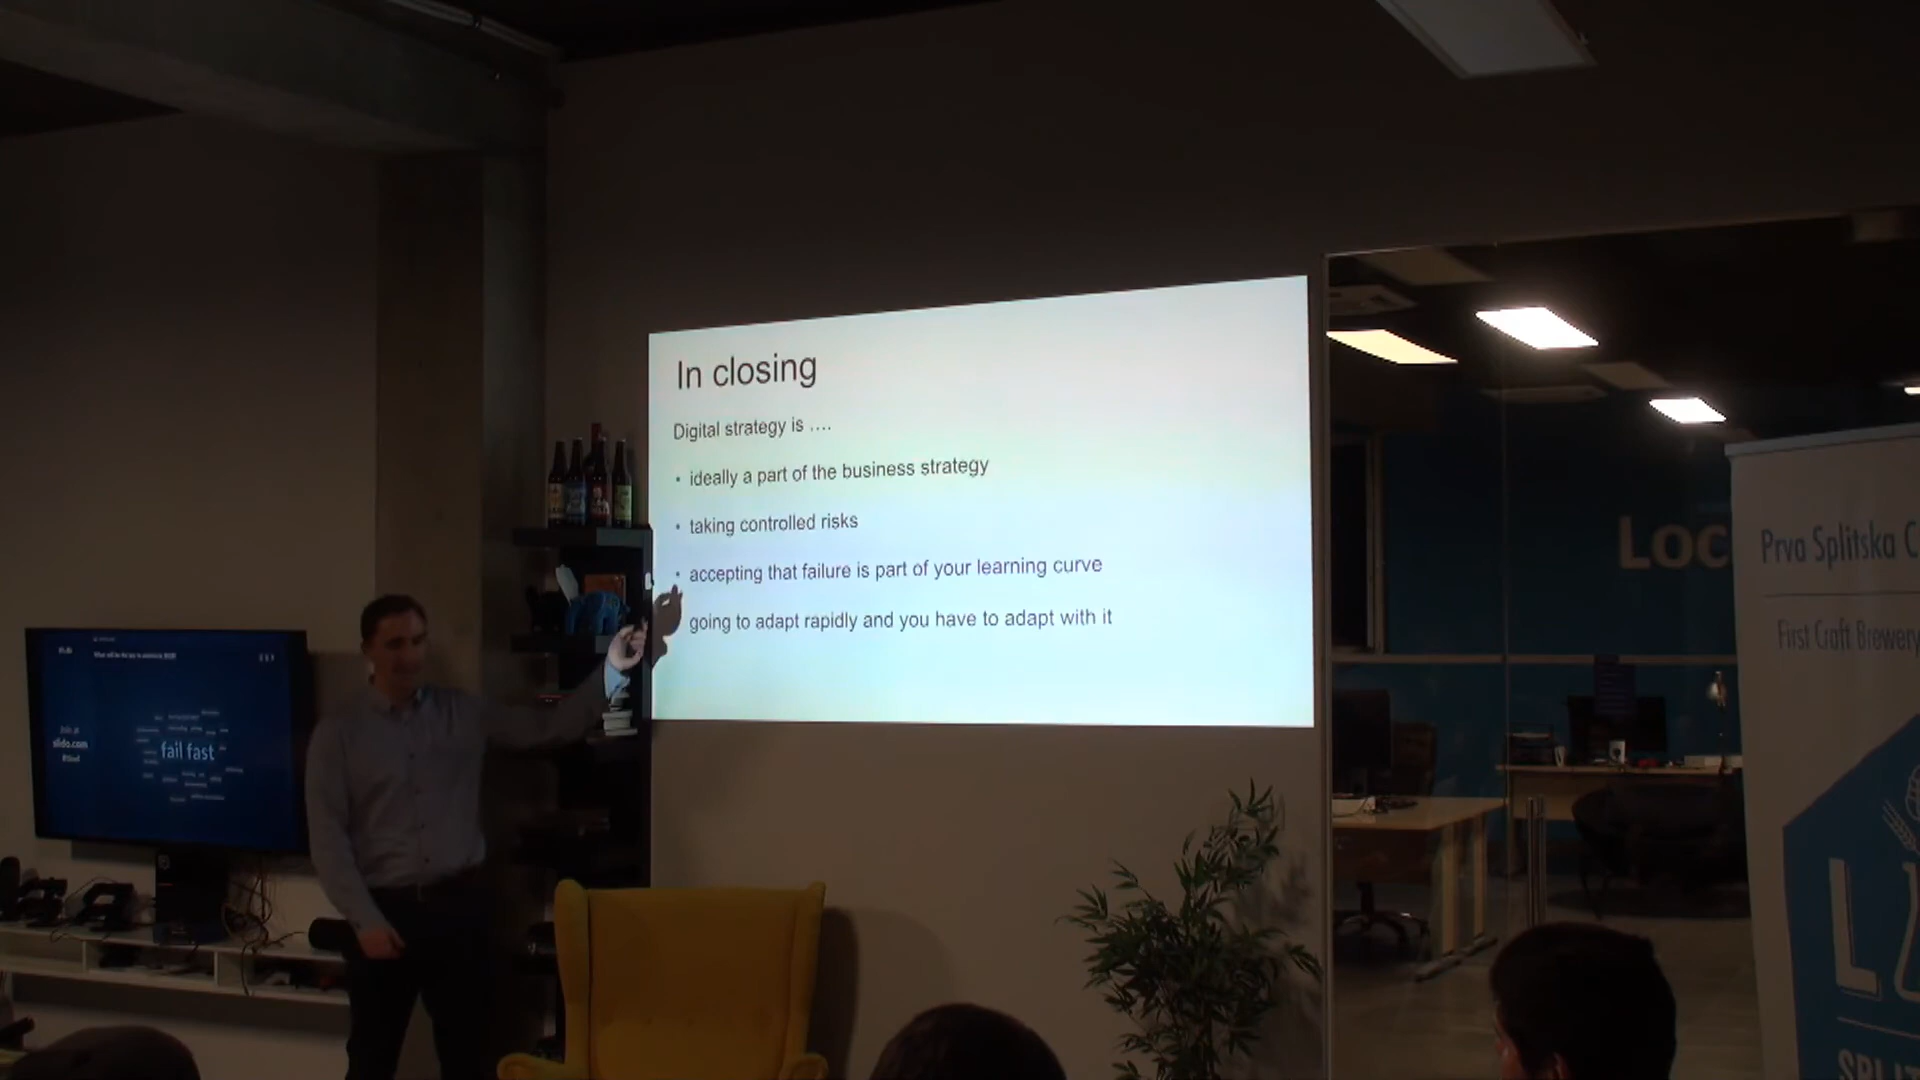 In closing
Digital strategy is ....
• ideally a part of the business strategy
• taking controlled risks
• accepting that failure is part of your learning curve
going to adapt rapidly and you have to adapt with it
Join at
slido.com
fail fast
Loc
Prva Splitska
First Craft Brewery